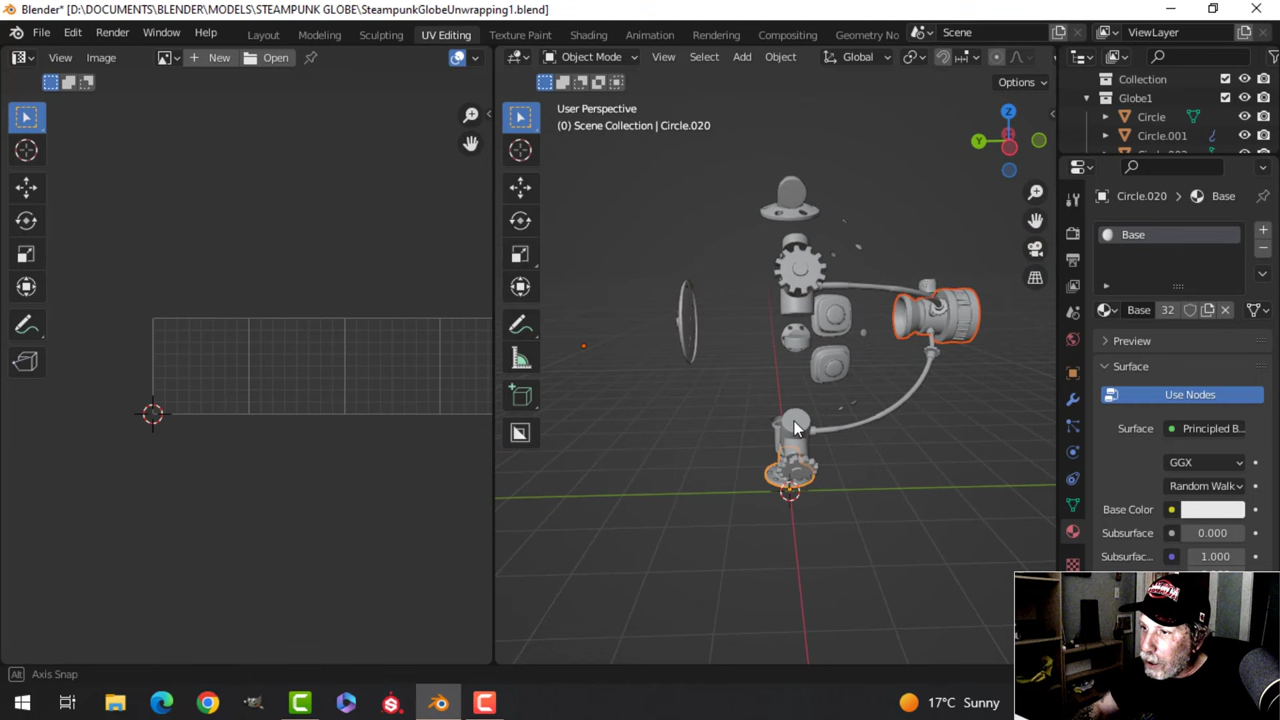 Blender* [D:\DOCUMENTS\BLENDER\MODELS\STEAMPUNK GLOBE\SteampunkGlobeUnwrapping1.blend]
File Edit Render Window Help Layout Modeling Sculpting UV Editing Texture Paint Shading Animation Rendering Compositing Geometry No Scene ViewLayer
View Image New Open Object Mode View Select Add Object Global
Options
User Perspective
(0) Scene Collection | Circle.020
Collection
Globe1
Circle
Circle.001
Circle.020 > Base
Base
Base 32
Preview
Surface
Use Nodes
Surface Principled B...
GGX
Random Walk
Base Color
Subsurface 0.000
Subsurfac... 1.000
Z
Y
Alt Axis Snap
17°C Sunny